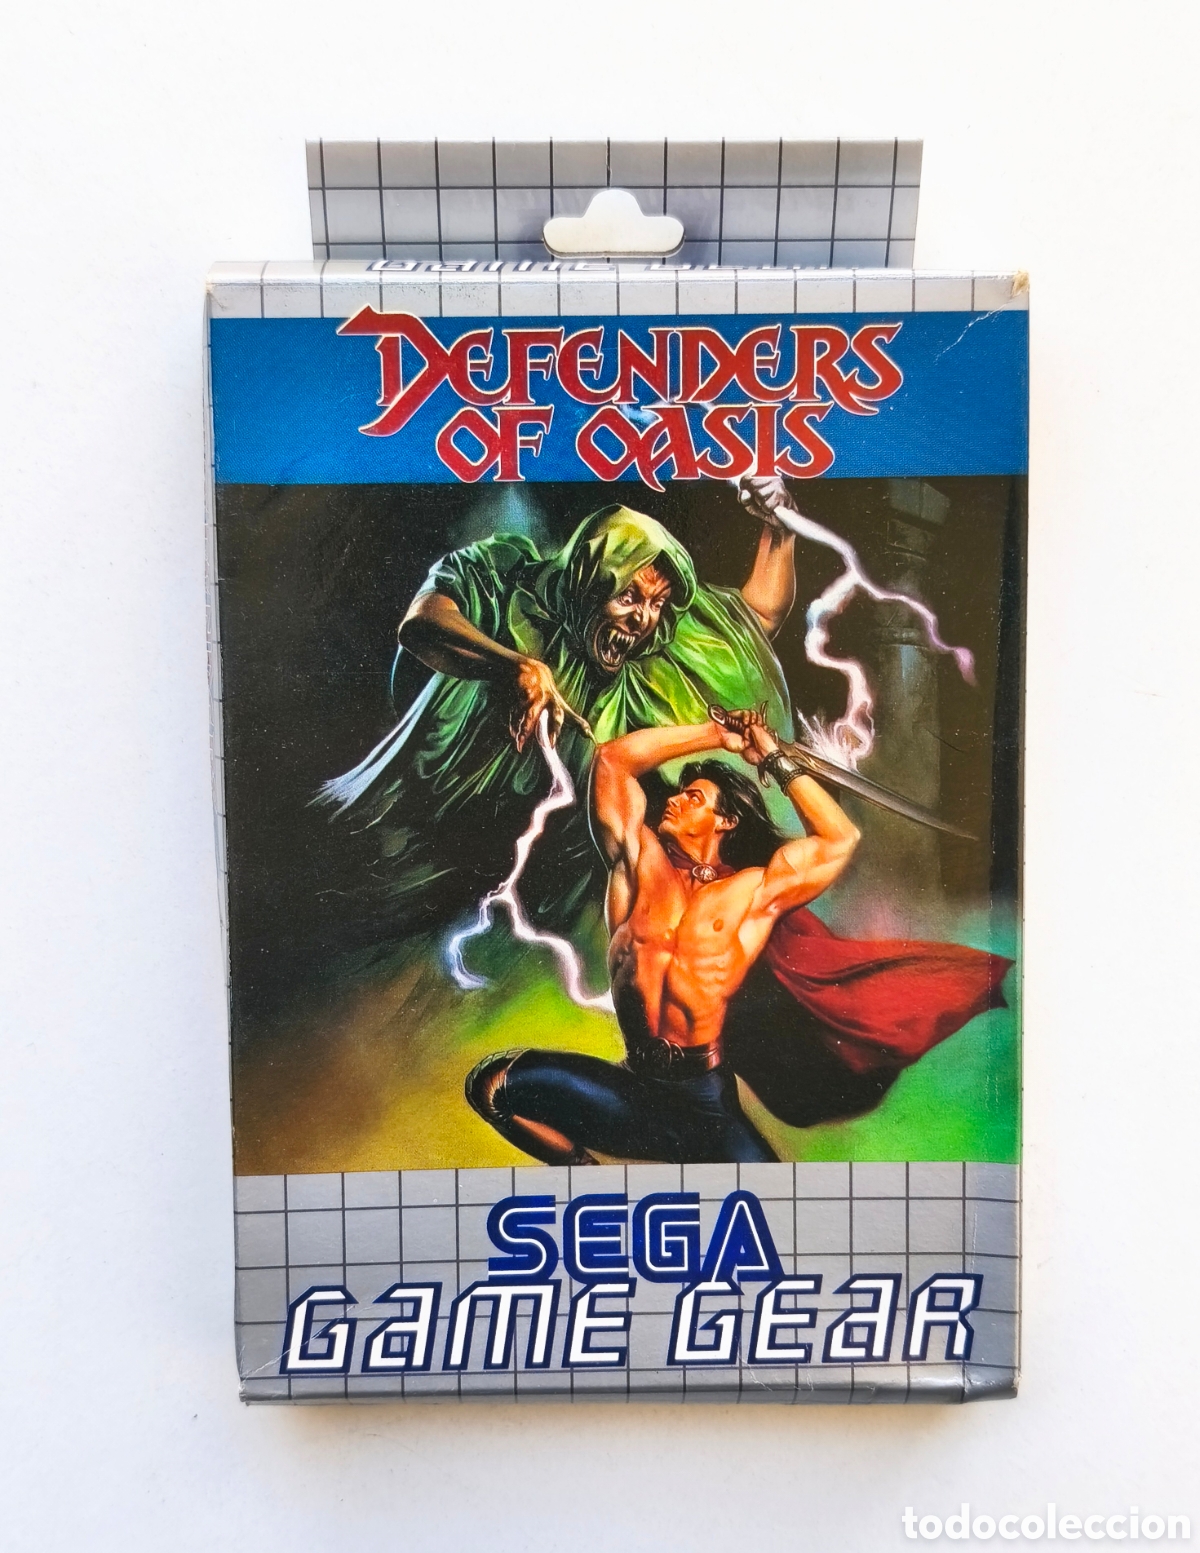 DEFENDERS
OF OASIS
SEGA
GAME GEAR
todocoleccion